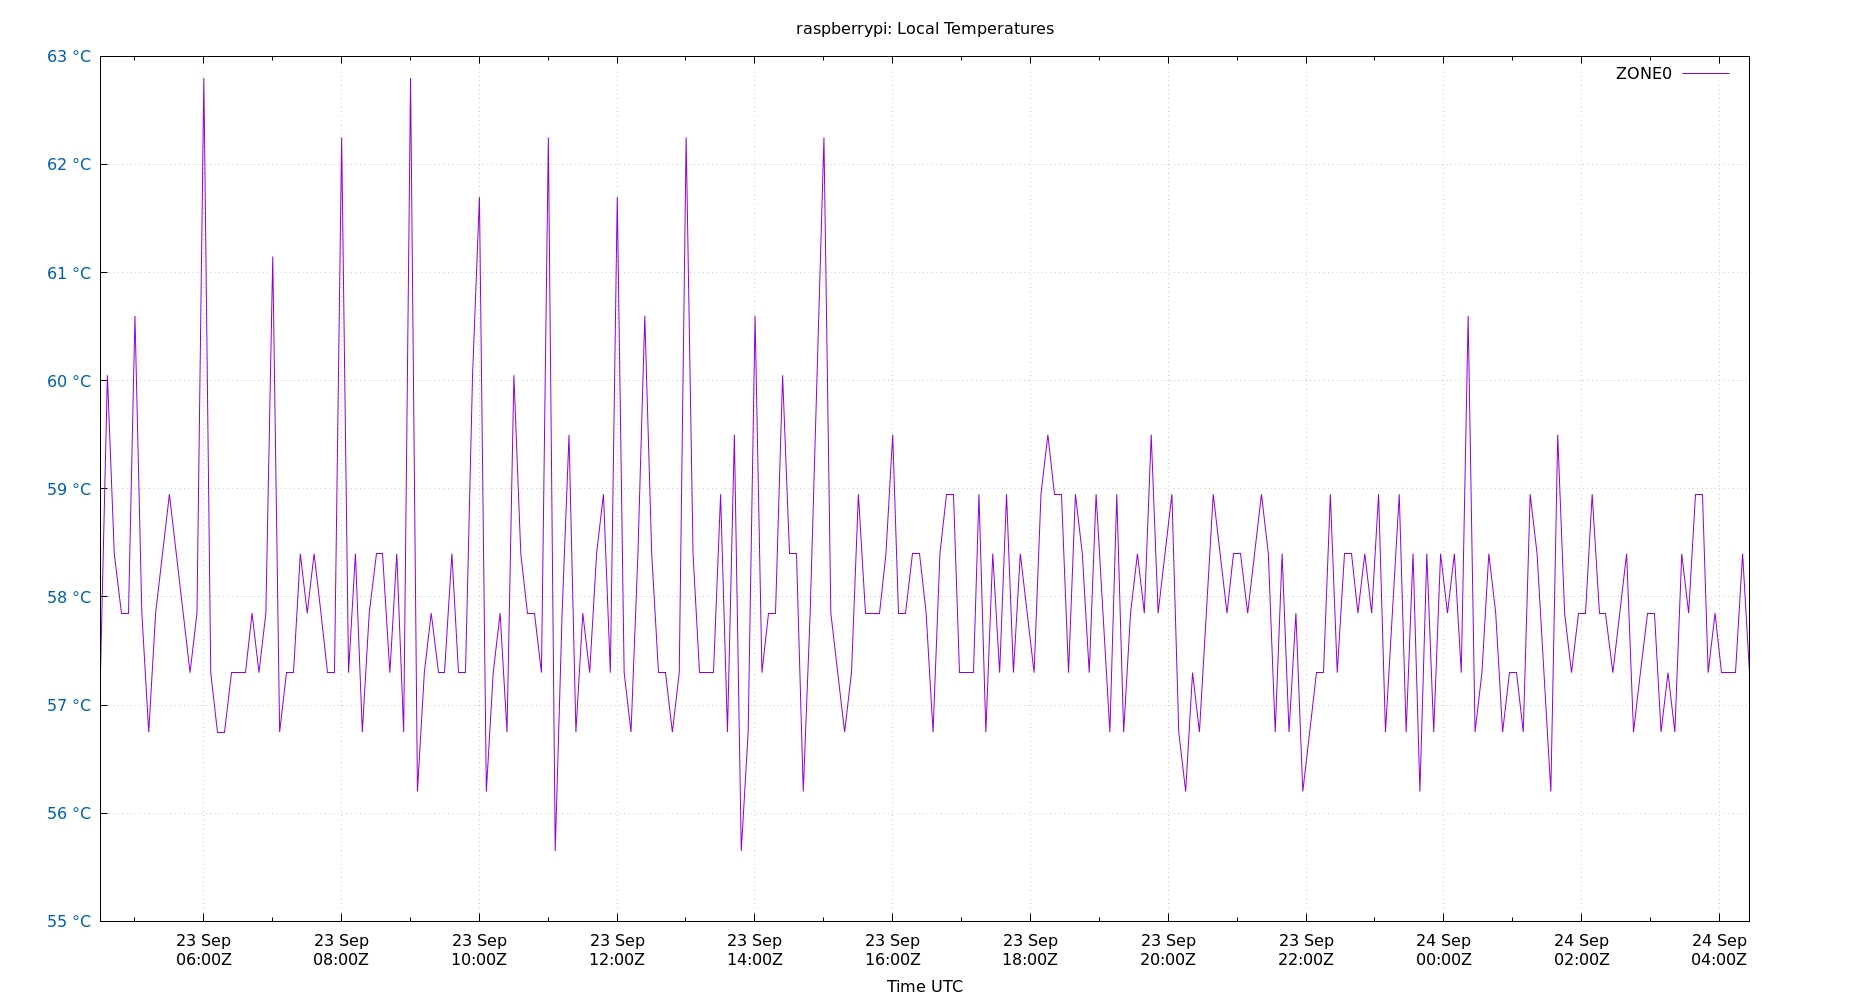 raspberrypi: Local Temperatures
63 °C
ZONE0
62 °C
61 °C
60 °C
59 °C
58 °C
57 °C
56 °C
55 °C
23 Sep 23 Sep 23 Sep 23 Sep 23 Sep 23 Sep 23 Sep 23 Sep 23 Sep 24 Sep 24 Sep 24 Sep
06:00Z 08:00Z 10:00Z 12:00Z 14:00Z 16:00Z 18:00Z 20:00Z 22:00Z 00:00Z 02:00Z 04:00Z
Time UTC